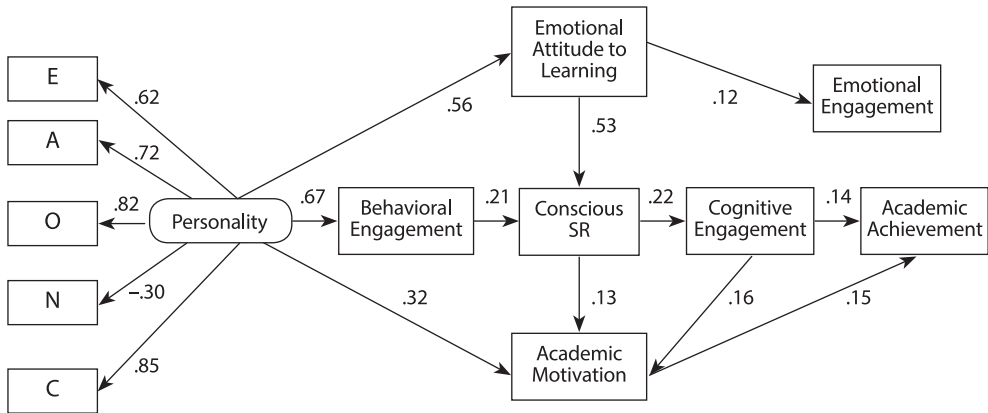 Emotional
Attitude to
Learning
E
.62
.56
.12
Emotional
Engagement
A
.72
.53
O
.82
Personality
.67
Behavioral
Engagement
.21
Conscious
SR
.22
Cognitive
Engagement
.14
Academic
Achievement
N
–.30
.32
.13
.16
.15
C
.85
Academic
Motivation